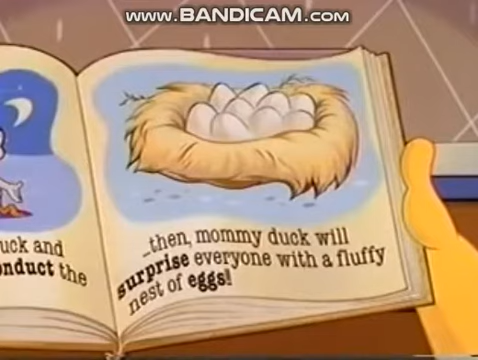 www.BANDICAM.com
uck and
onduct the
...then, mommy duck will
surprise everyone with a fluffy
nest of eggs!